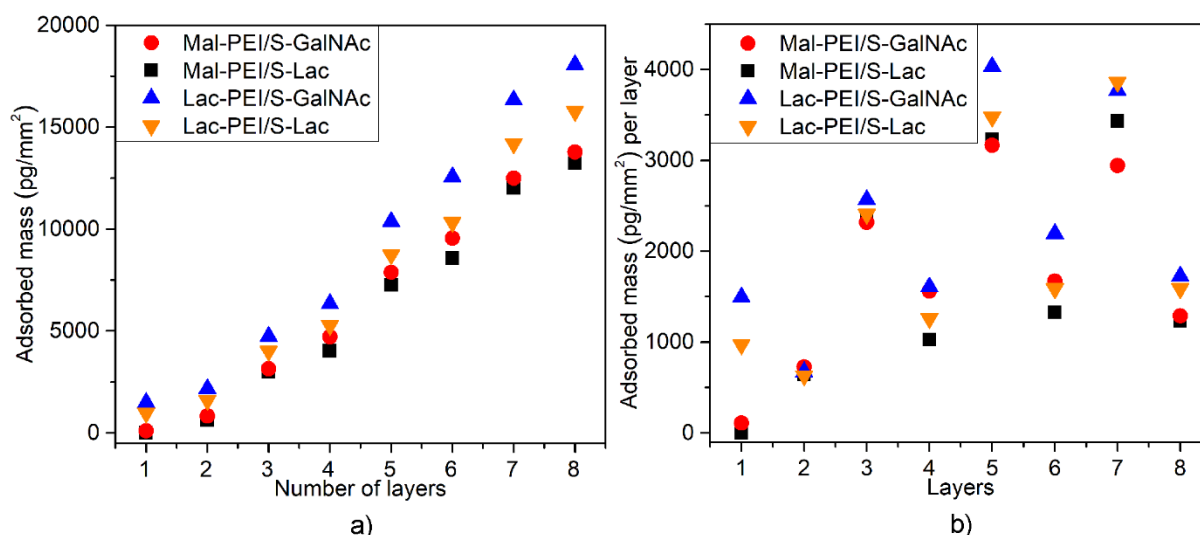 Adsorbed mass (pg/mm²)
20000
15000
10000
5000
0
Mal-PEI/S-GalNAc
Mal-PEI/S-Lac
Lac-PEI/S-GalNAc
Lac-PEI/S-Lac
1 2 3 4 5 6 7 8
Number of layers
a)
Adsorbed mass (pg/mm²) per layer
4000
3000
2000
1000
0
Mal-PEI/S-GalNAc
Mal-PEI/S-Lac
Lac-PEI/S-GalNAc
Lac-PEI/S-Lac
1 2 3 4 5 6 7 8
Layers
b)